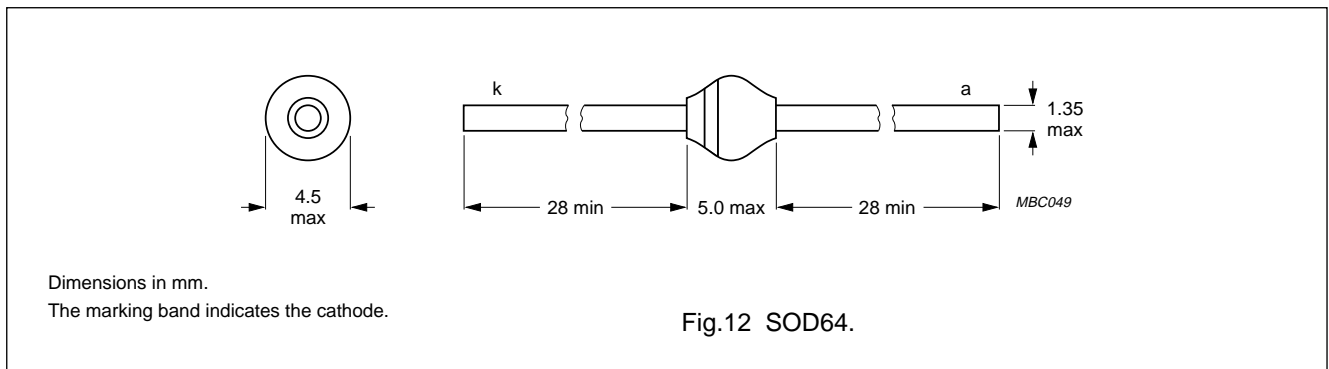 k
a
1.35
max
4.5
max
28 min
5.0 max
28 min
MBC049
Dimensions in mm.
The marking band indicates the cathode.
Fig.12 SOD64.